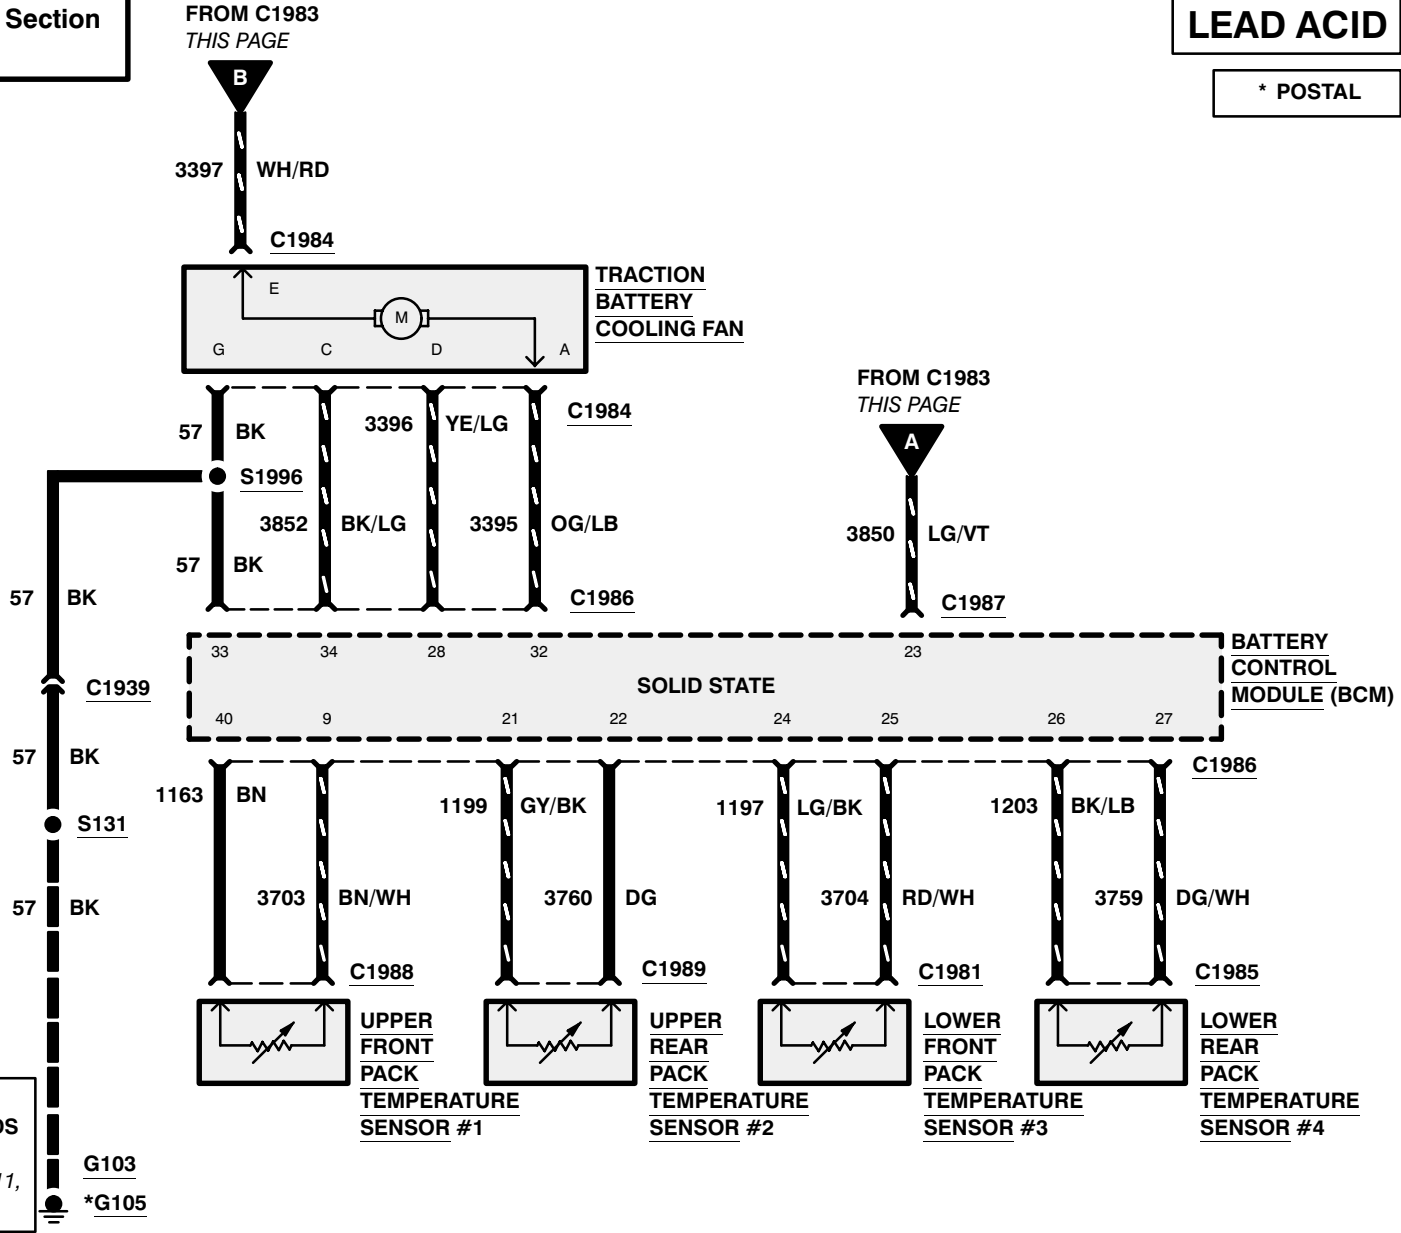 Section
FROM C1983
THIS PAGE
LEAD ACID
* POSTAL
B
3397 WH/RD
C1984
TRACTION
BATTERY
COOLING FAN
E
M
G C D A
FROM C1983
THIS PAGE
A
C1984
57 BK
3396 YE/LG
S1996
3852 BK/LG
3395 OG/LB
3850 LG/VT
57 BK
57 BK
C1986
C1987
33 34 28 32 23
SOLID STATE
40 9 21 22 24 25 26 27
BATTERY
CONTROL
MODULE (BCM)
C1939
57 BK
C1986
1163 BN
1199 GY/BK
1197 LG/BK
1203 BK/LB
S131
57 BK
3703 BN/WH
3760 DG
3704 RD/WH
3759 DG/WH
C1988
C1989
C1981
C1985
UPPER
FRONT
PACK
TEMPERATURE
SENSOR #1
UPPER
REAR
PACK
TEMPERATURE
SENSOR #2
LOWER
FRONT
PACK
TEMPERATURE
SENSOR #3
LOWER
REAR
PACK
TEMPERATURE
SENSOR #4
G103
*G105